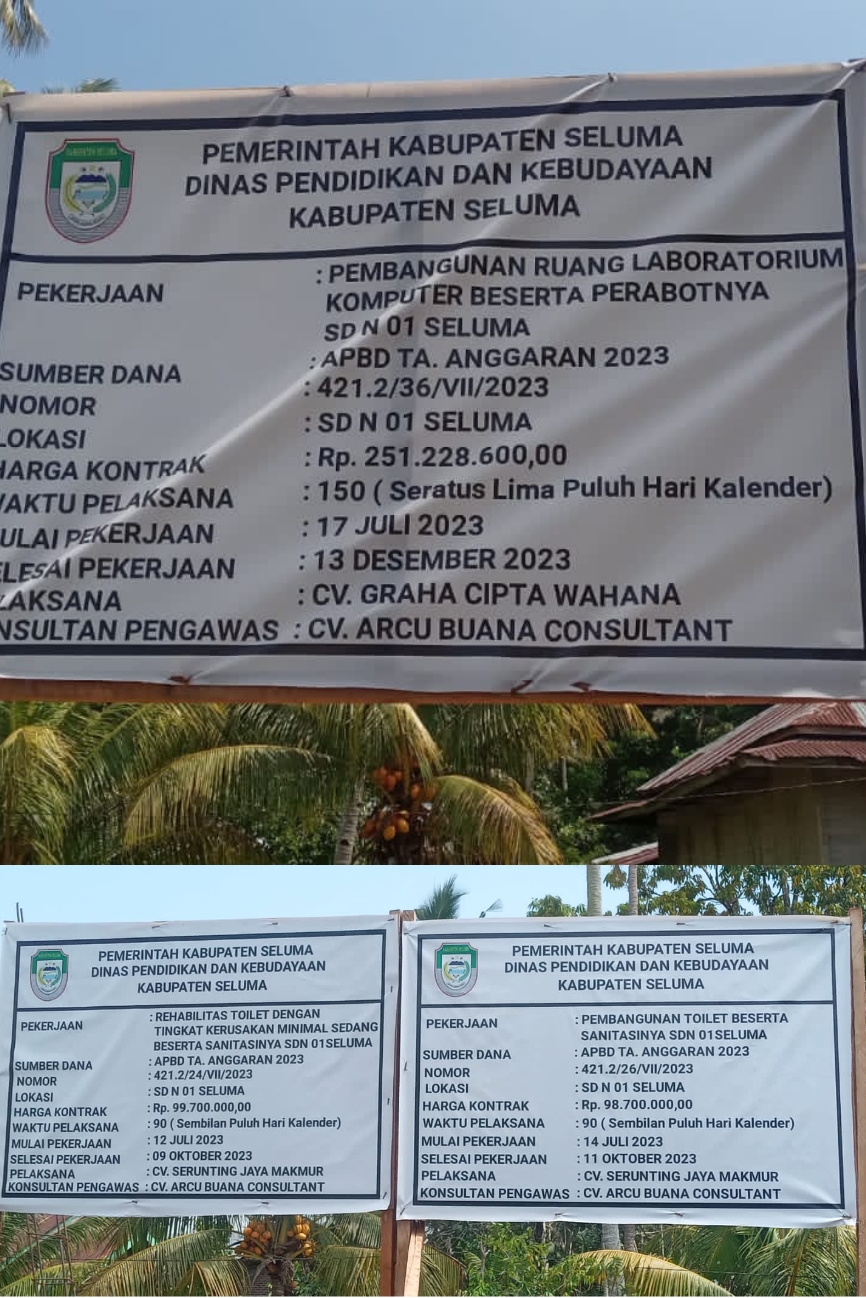 PEMERINTAH KABUPATEN SELUMA
DINAS PENDIDIKAN DAN KEBUDAYAAN
KABUPATEN SELUMA
PEKERJAAN : PEMBANGUNAN RUANG LABORATORIUM
KOMPUTER BESERTA PERABOTNYA
SD N 01 SELUMA
SUMBER DANA : APBD TA. ANGGARAN 2023
NOMOR : 421.2/36/VII/2023
LOKASI : SD N 01 SELUMA
HARGA KONTRAK : Rp. 251.228.600,00
WAKTU PELAKSANA : 150 ( Seratus Lima Puluh Hari Kalender)
ULAI PEKERJAAN : 17 JULI 2023
ELESAI PEKERJAAN : 13 DESEMBER 2023
LAKSANA : CV. GRAHA CIPTA WAHANA
NSULTAN PENGAWAS : CV. ARCU BUANA CONSULTANT
PEMERINTAH KABUPATEN SELUMA
DINAS PENDIDIKAN DAN KEBUDAYAAN
KABUPATEN SELUMA
PEKERJAAN : REHABILITAS TOILET DENGAN
TINGKAT KERUSAKAN MINIMAL SEDANG
BESERTA SANITASINYA SDN 01SELUMA
SUMBER DANA : APBD TA. ANGGARAN 2023
NOMOR : 421.2/24/VII/2023
LOKASI : SD N 01 SELUMA
HARGA KONTRAK : Rp. 99.700.000,00
WAKTU PELAKSANA : 90 ( Sembilan Puluh Hari Kalender)
MULAI PEKERJAAN : 12 JULI 2023
SELESAI PEKERJAAN : 09 OKTOBER 2023
PELAKSANA : CV. SERUNTING JAYA MAKMUR
KONSULTAN PENGAWAS : CV. ARCU BUANA CONSULTANT
PEMERINTAH KABUPATEN SELUMA
DINAS PENDIDIKAN DAN KEBUDAYAAN
KABUPATEN SELUMA
PEKERJAAN : PEMBANGUNAN TOILET BESERTA
SANITASINYA SDN 01SELUMA
SUMBER DANA : APBD TA. ANGGARAN 2023
NOMOR : 421.2/26/VII/2023
LOKASI : SD N 01 SELUMA
HARGA KONTRAK : Rp. 98.700.000,00
WAKTU PELAKSANA : 90 ( Sembilan Puluh Hari Kalender)
MULAI PEKERJAAN : 14 JULI 2023
SELESAI PEKERJAAN : 11 OKTOBER 2023
PELAKSANA : CV. SERUNTING JAYA MAKMUR
KONSULTAN PENGAWAS : CV. ARCU BUANA CONSULTANT